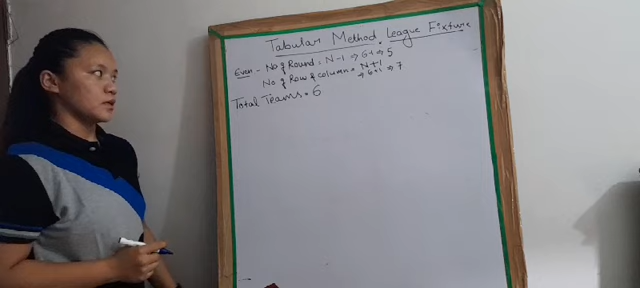 Tabular Method. League Fixture
Even - No of Round = N-1 ⇒ 6-1 ⇒ 5
No of Row & column = N+1
⇒ 6+1 ⇒ 7
Total Teams = 6